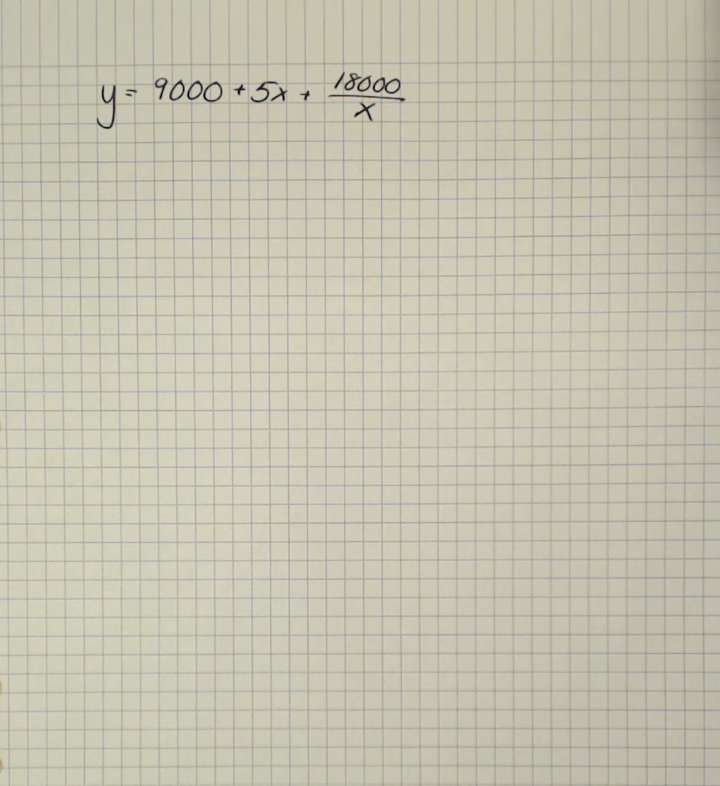 y = 9000 + 5x + 18000/x